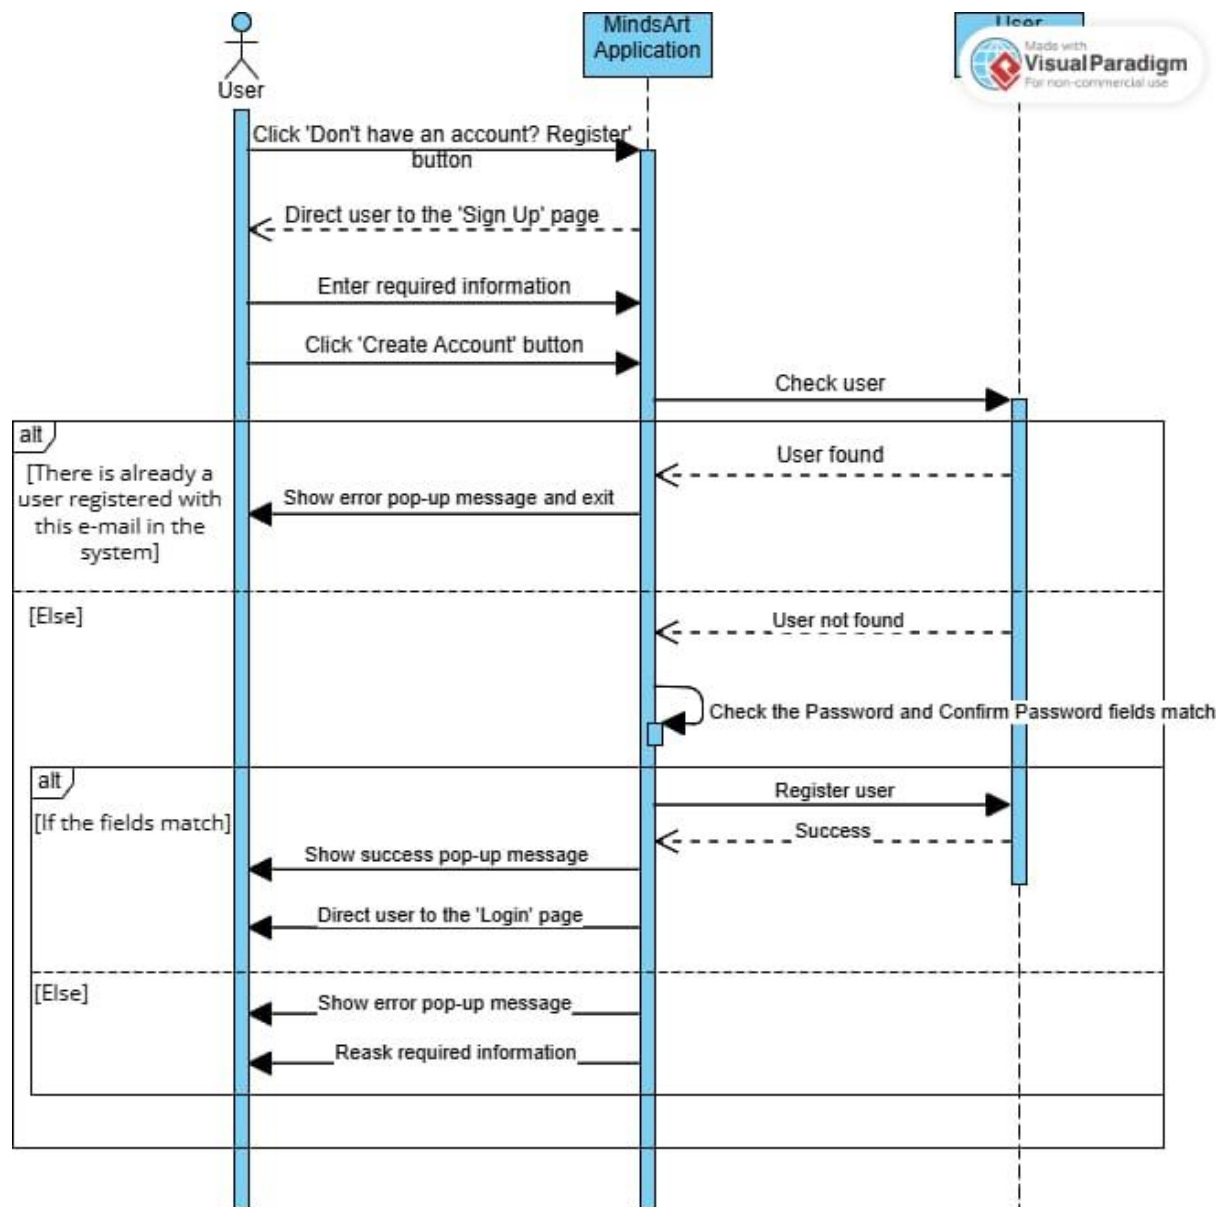 MindsArt
Application
User
Made with
Visual Paradigm
For non-commercial use
User
Click 'Don't have an account? Register'
button
Direct user to the 'Sign Up' page
Enter required information
Click 'Create Account' button
Check user
alt
[There is already a
user registered with
this e-mail in the
system]
User found
Show error pop-up message and exit
[Else]
User not found
Check the Password and Confirm Password fields match
alt
[If the fields match]
Register user
Success
Show success pop-up message
Direct user to the 'Login' page
[Else]
Show error pop-up message
Reask required information